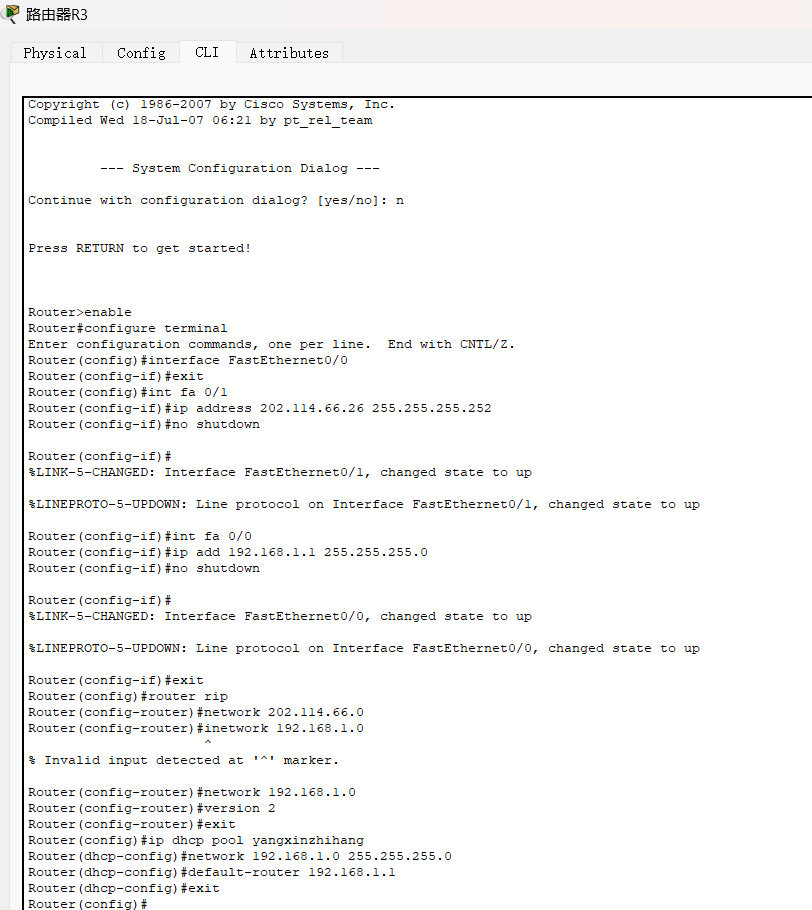 路由器R3
Physical Config CLI Attributes
Copyright (c) 1986-2007 by Cisco Systems, Inc.
Compiled Wed 18-Jul-07 06:21 by pt_rel_team
--- System Configuration Dialog ---
Continue with configuration dialog? [yes/no]: n
Press RETURN to get started!
Router>enable
Router#configure terminal
Enter configuration commands, one per line.  End with CNTL/Z.
Router(config)#interface FastEthernet0/0
Router(config-if)#exit
Router(config)#int fa 0/1
Router(config-if)#ip address 202.114.66.26 255.255.255.252
Router(config-if)#no shutdown
Router(config-if)#
%LINK-5-CHANGED: Interface FastEthernet0/1, changed state to up
%LINEPROTO-5-UPDOWN: Line protocol on Interface FastEthernet0/1, changed state to up
Router(config-if)#int fa 0/0
Router(config-if)#ip add 192.168.1.1 255.255.255.0
Router(config-if)#no shutdown
Router(config-if)#
%LINK-5-CHANGED: Interface FastEthernet0/0, changed state to up
%LINEPROTO-5-UPDOWN: Line protocol on Interface FastEthernet0/0, changed state to up
Router(config-if)#exit
Router(config)#router rip
Router(config-router)#network 202.114.66.0
Router(config-router)#inetwork 192.168.1.0
^
% Invalid input detected at '^' marker.
Router(config-router)#network 192.168.1.0
Router(config-router)#version 2
Router(config-router)#exit
Router(config)#ip dhcp pool yangxinzhihang
Router(dhcp-config)#network 192.168.1.0 255.255.255.0
Router(dhcp-config)#default-router 192.168.1.1
Router(dhcp-config)#exit
Router(config)#